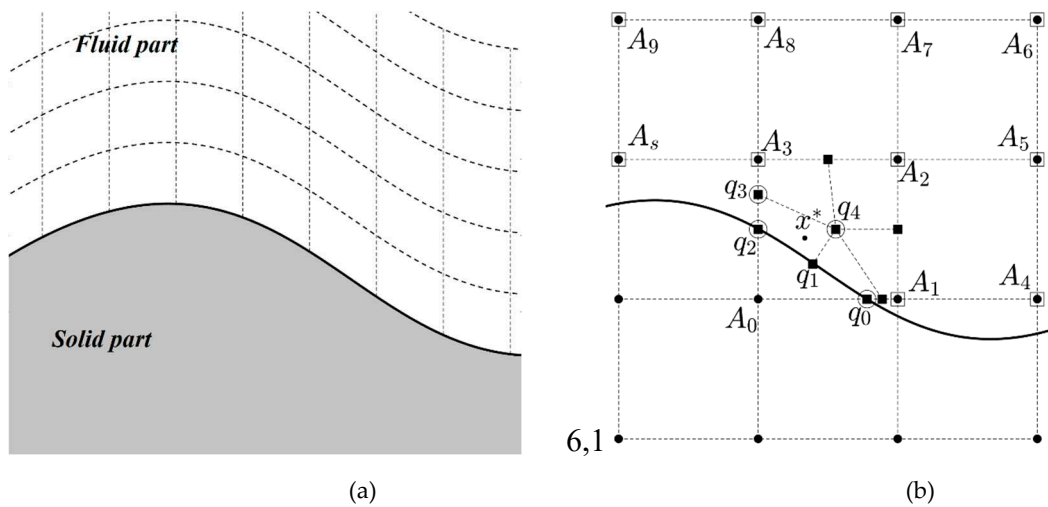 Fluid part
Solid part
(a)
A₉ A₈ A₇ A₆
Aₛ A₃ A₂ A₅
q₃ q₄
x*
q₂
q₁ A₁ A₄
A₀ q₀
6,1
(b)